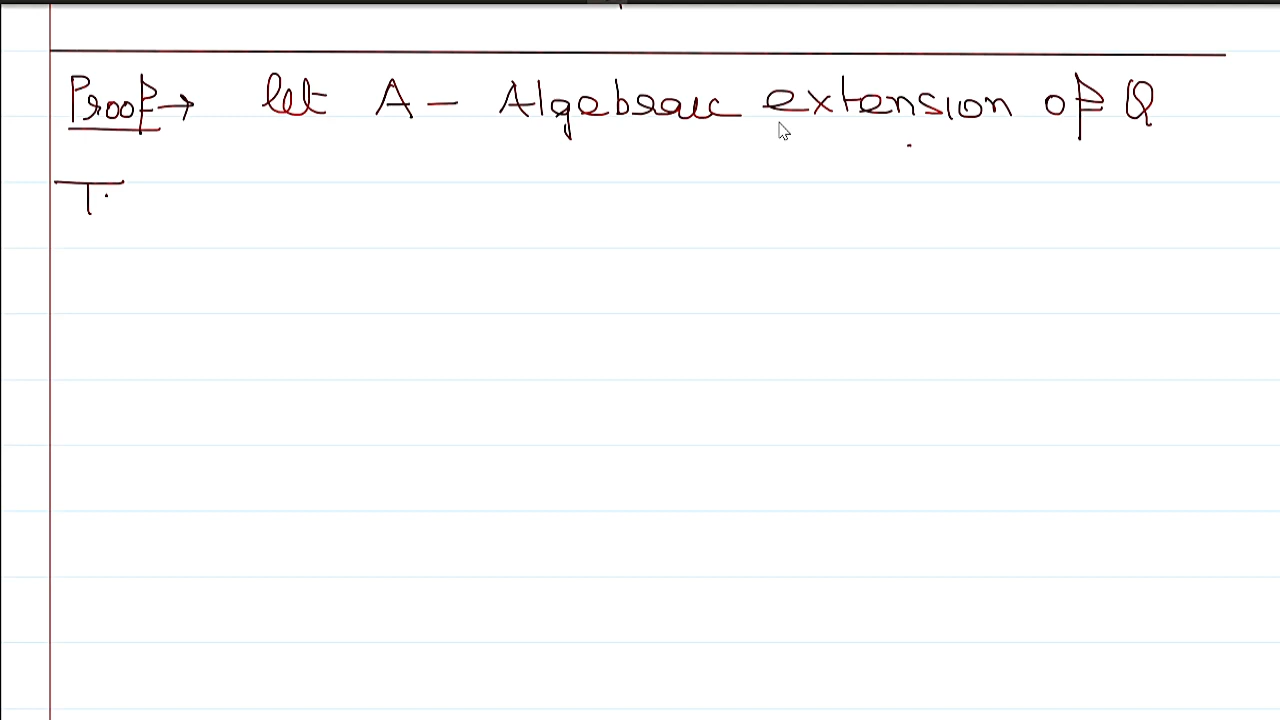 Proof → let A - Algebraic extension of Q
T